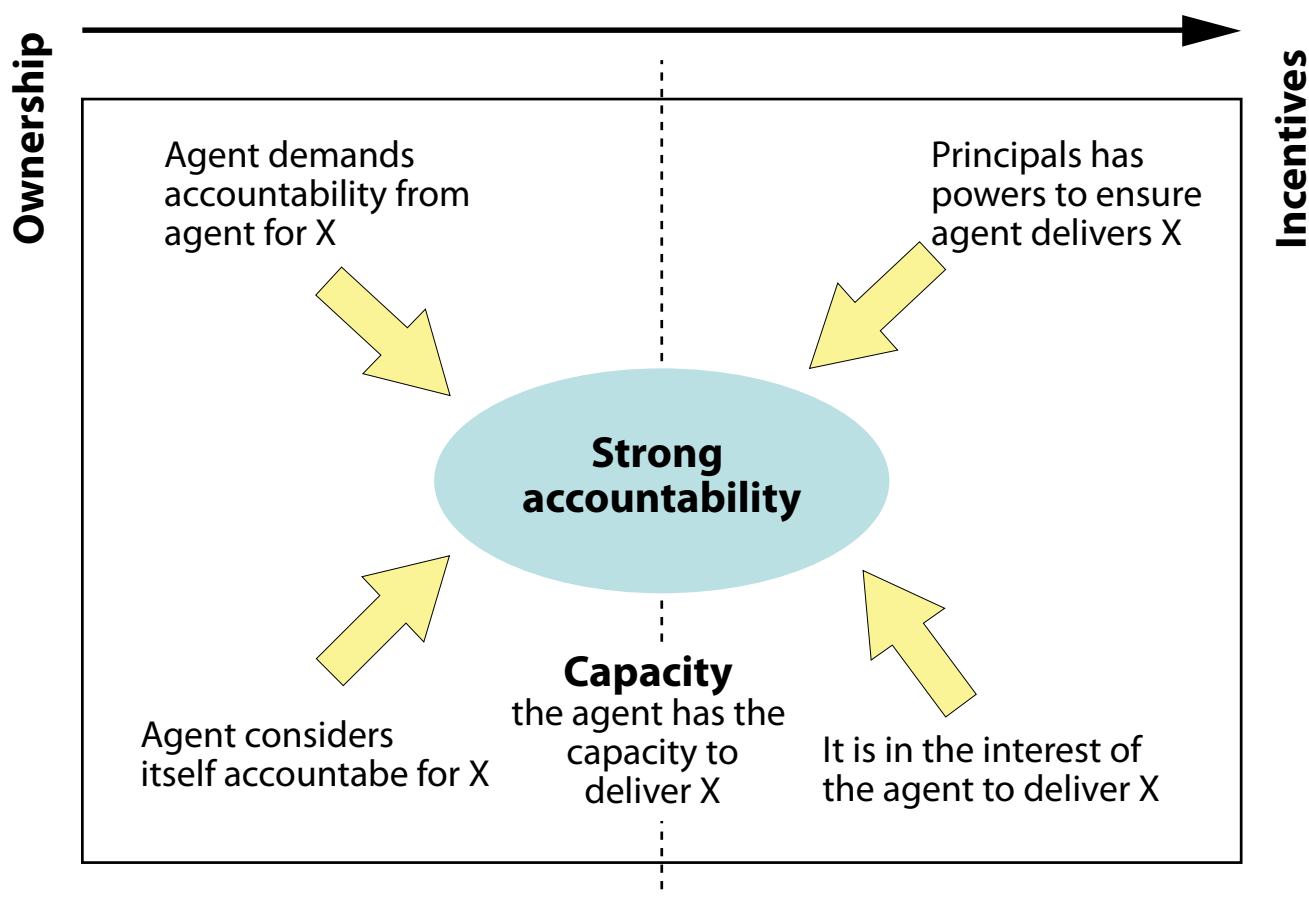 Ownership
Incentives
Agent demands
accountability from
agent for X
Principals has
powers to ensure
agent delivers X
Strong
accountability
Agent considers
itself accountabe for X
Capacity
the agent has the
capacity to
deliver X
It is in the interest of
the agent to deliver X